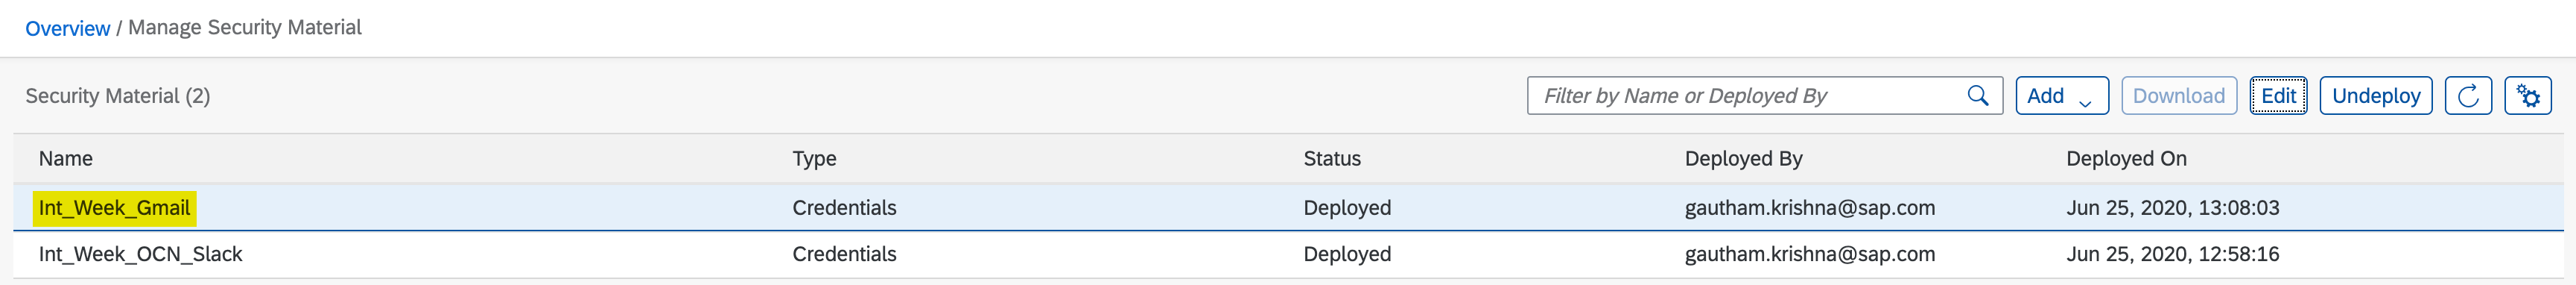 Overview / Manage Security Material
Security Material (2)
Filter by Name or Deployed By
Add
Download
Edit
Undeploy
Name Type Status Deployed By Deployed On
Int_Week_Gmail Credentials Deployed gautham.krishna@sap.com Jun 25, 2020, 13:08:03
Int_Week_OCN_Slack Credentials Deployed gautham.krishna@sap.com Jun 25, 2020, 12:58:16